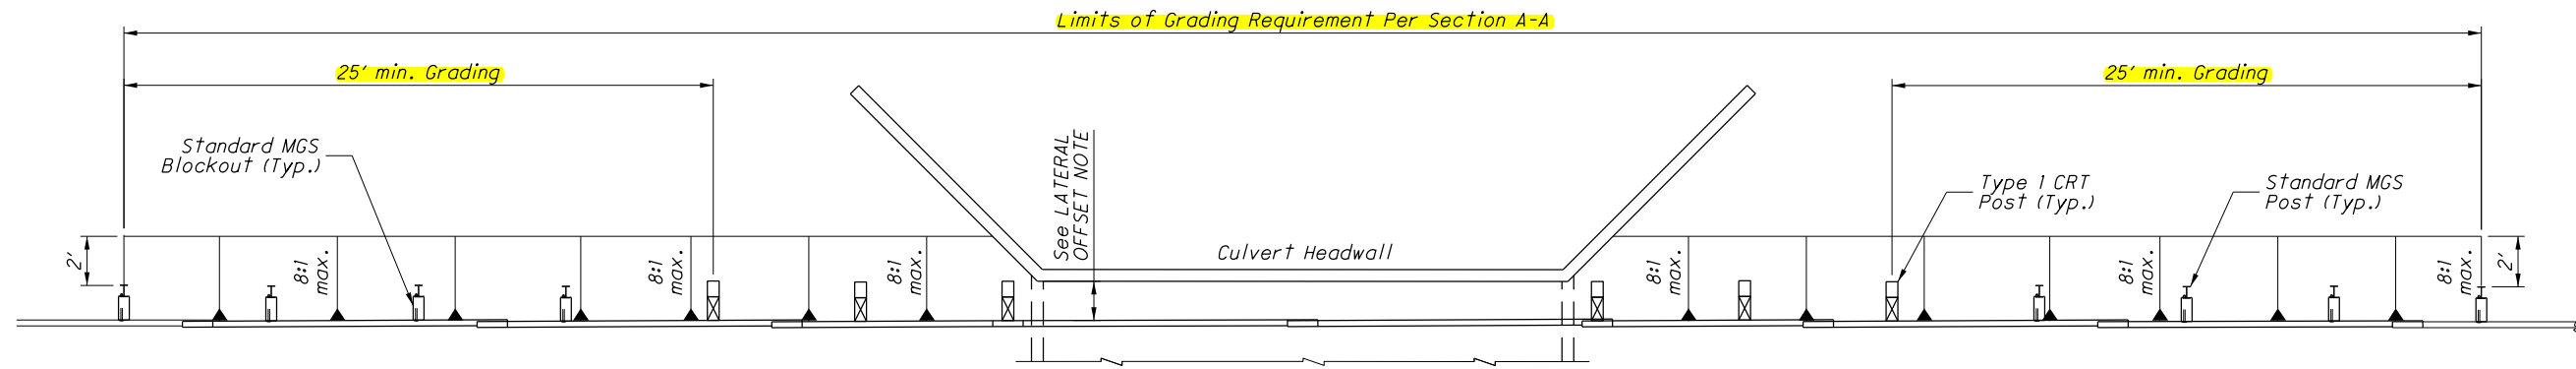 Limits of Grading Requirement Per Section A-A
25' min. Grading
25' min. Grading
Standard MGS
Blockout (Typ.)
See LATERAL
OFFSET NOTE
Type 1 CRT
Post (Typ.)
Standard MGS
Post (Typ.)
Culvert Headwall
2'
8:1
max.
8:1
max.
8:1
max.
8:1
max.
8:1
max.
8:1
max.
2'